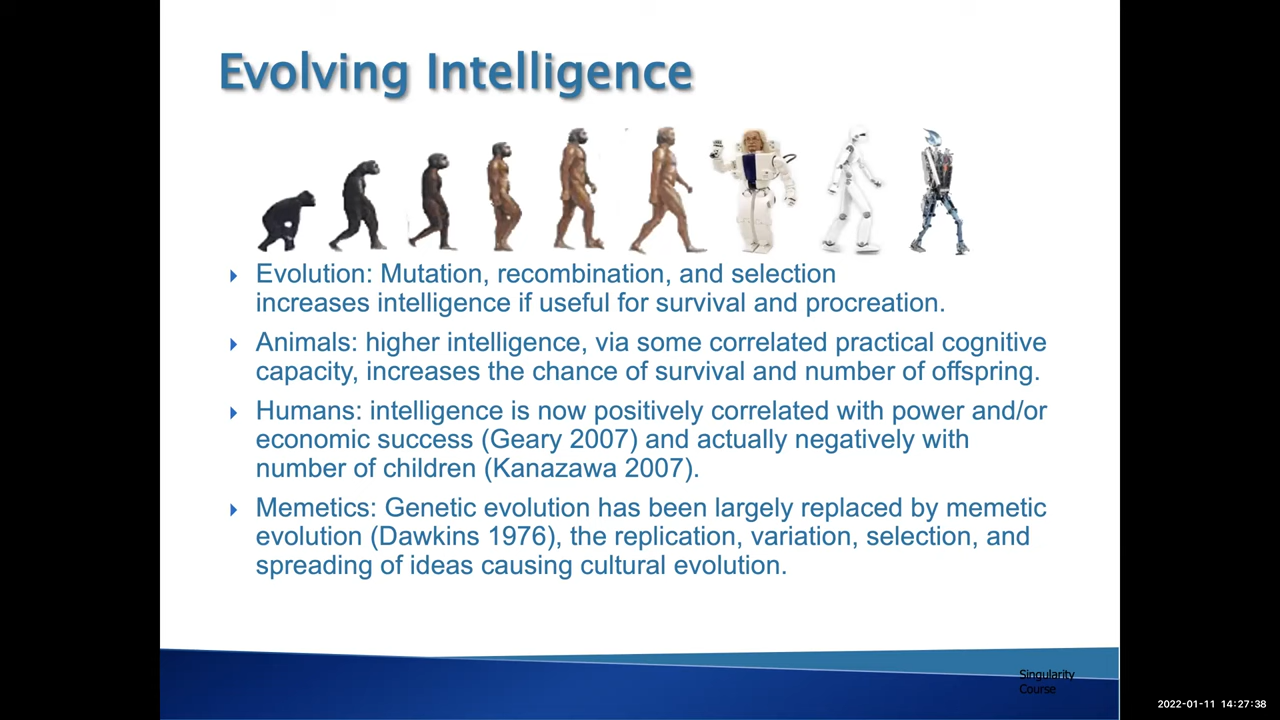 Evolving Intelligence
Evolution: Mutation, recombination, and selection
increases intelligence if useful for survival and procreation.
Animals: higher intelligence, via some correlated practical cognitive
capacity, increases the chance of survival and number of offspring.
Humans: intelligence is now positively correlated with power and/or
economic success (Geary 2007) and actually negatively with
number of children (Kanazawa 2007).
Memetics: Genetic evolution has been largely replaced by memetic
evolution (Dawkins 1976), the replication, variation, selection, and
spreading of ideas causing cultural evolution.
Singularity
Course
2022-01-11 14:27:38